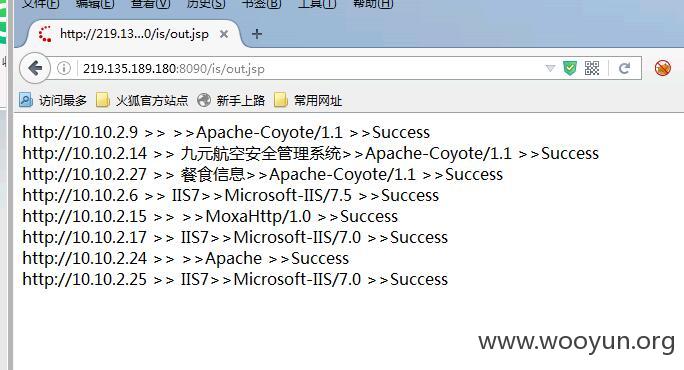 文件(F) 编辑(E) 查看(V) 历史(S) 书签(B) 工具(T) 帮助(H)
http://219.13...0/is/out.jsp
219.135.189.180:8090/is/out.jsp
访问最多 火狐官方站点 新手上路 常用网址
http://10.10.2.9 >> >>Apache-Coyote/1.1 >>Success
http://10.10.2.14 >> 九元航空安全管理系统>>Apache-Coyote/1.1 >>Success
http://10.10.2.27 >> 餐食信息>>Apache-Coyote/1.1 >>Success
http://10.10.2.6 >> IIS7>>Microsoft-IIS/7.5 >>Success
http://10.10.2.15 >> >>MoxaHttp/1.0 >>Success
http://10.10.2.17 >> IIS7>>Microsoft-IIS/7.0 >>Success
http://10.10.2.24 >> >>Apache >>Success
http://10.10.2.25 >> IIS7>>Microsoft-IIS/7.0 >>Success
www.wooyun.org